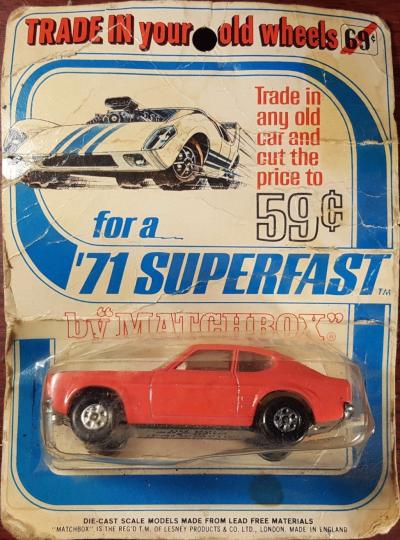 TRADE IN your old wheels 69¢
Trade in
any old
car and
cut the
price to
59¢
for a
'71 SUPERFAST TM
by "MATCHBOX" ®
DIE-CAST SCALE MODELS MADE FROM LEAD FREE MATERIALS
"MATCHBOX" IS THE REG'D T.M. OF LESNEY PRODUCTS & CO. LTD., LONDON. MADE IN ENGLAND